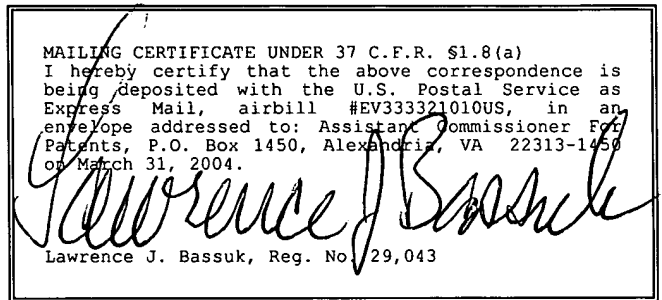 MAILING CERTIFICATE UNDER 37 C.F.R. §1.8(a)
I hereby certify that the above correspondence is
being deposited with the U.S. Postal Service as
Express Mail, airbill #EV333321010US, in an
envelope addressed to: Assistant Commissioner For
Patents, P.O. Box 1450, Alexandria, VA 22313-1450
on March 31, 2004.
Lawrence J Bassuk
Lawrence J. Bassuk, Reg. No. 29,043